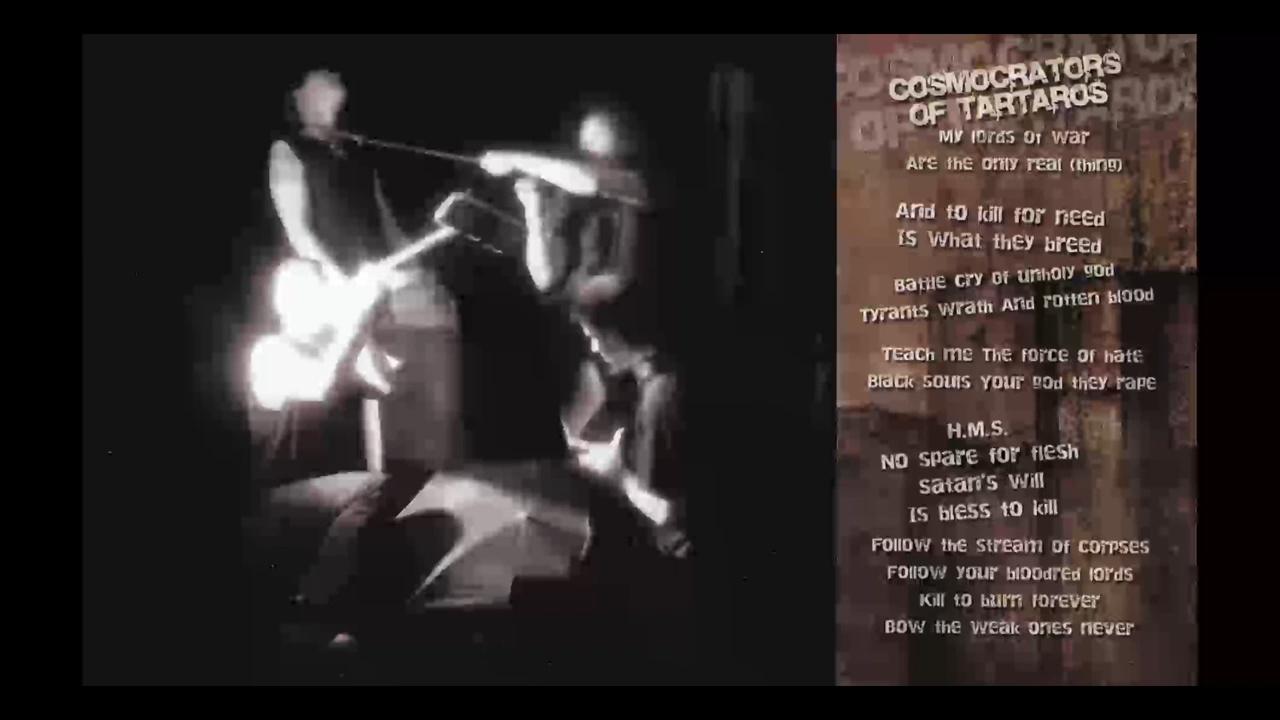 COSMOCRATORS
OF TARTAROS
My lords of war
Are the only real (thing)
And to kill for need
Is What they breed
Battle cry of unholy god
Tyrants wrath And rotten blood
Teach me The force of hate
Black souls your god they rape
H.M.S.
No spare for flesh
Satan's Will
Is bless to kill
Follow the stream of corpses
Follow your bloodred lords
Kill to burn forever
Bow the weak ones never